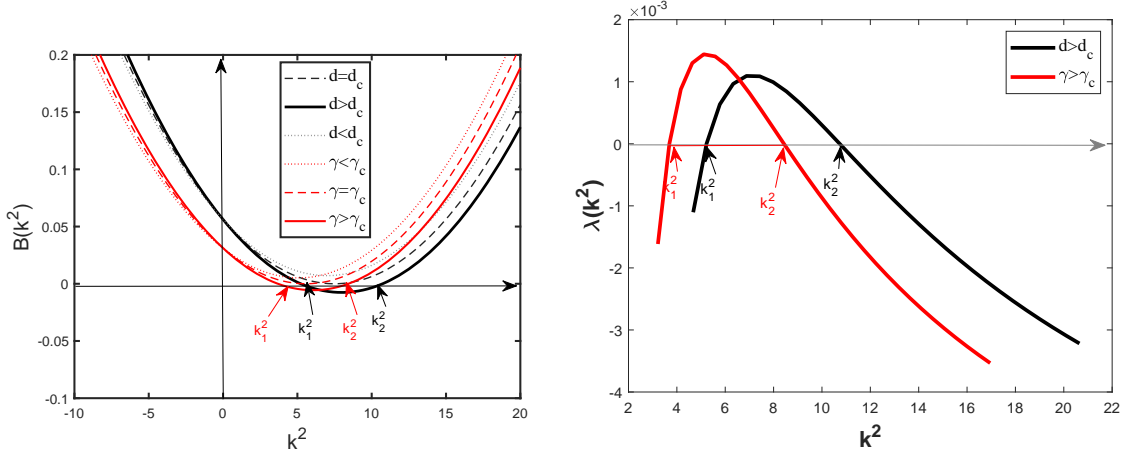 0.2
0.15
0.1
0.05
0
-0.05
-0.1
-10
-5
0
5
10
15
20
B(k²)
k²
d=d_c
d>d_c
d<d_c
γ<γ_c
γ=γ_c
γ>γ_c
k₁²
k₁²
k₂²
k₂²
×10⁻³
2
1
0
-1
-2
-3
-4
2
4
6
8
10
12
14
16
18
20
22
λ(k²)
k²
d>d_c
γ>γ_c
k₁²
k₁²
k₂²
k₂²